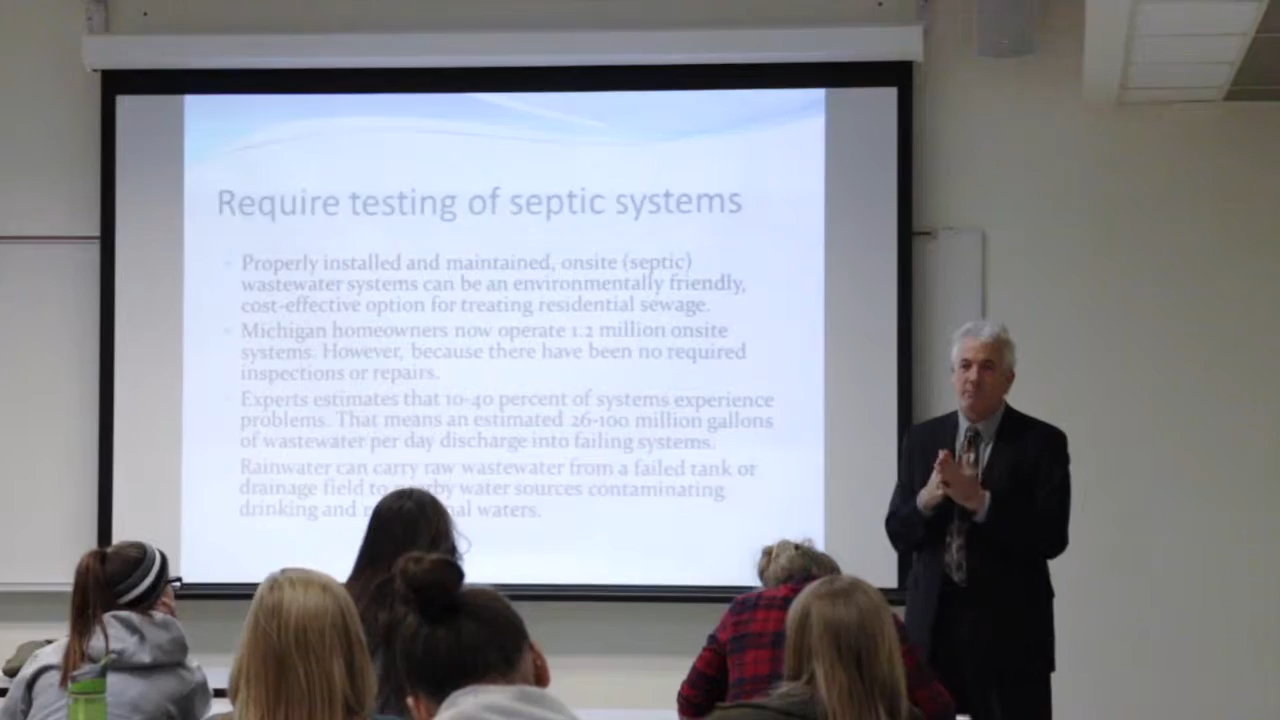 Require testing of septic systems
Properly installed and maintained, onsite (septic)
wastewater systems can be an environmentally friendly,
cost-effective option for treating residential sewage.
Michigan homeowners now operate 1.2 million onsite
systems. However, because there have been no required
inspections or repairs.
Experts estimates that 10-40 percent of systems experience
problems. That means an estimated 26-100 million gallons
of wastewater per day discharge into failing systems.
Rainwater can carry raw wastewater from a failed tank or
drainage field to water sources contaminating
drinking and waters.